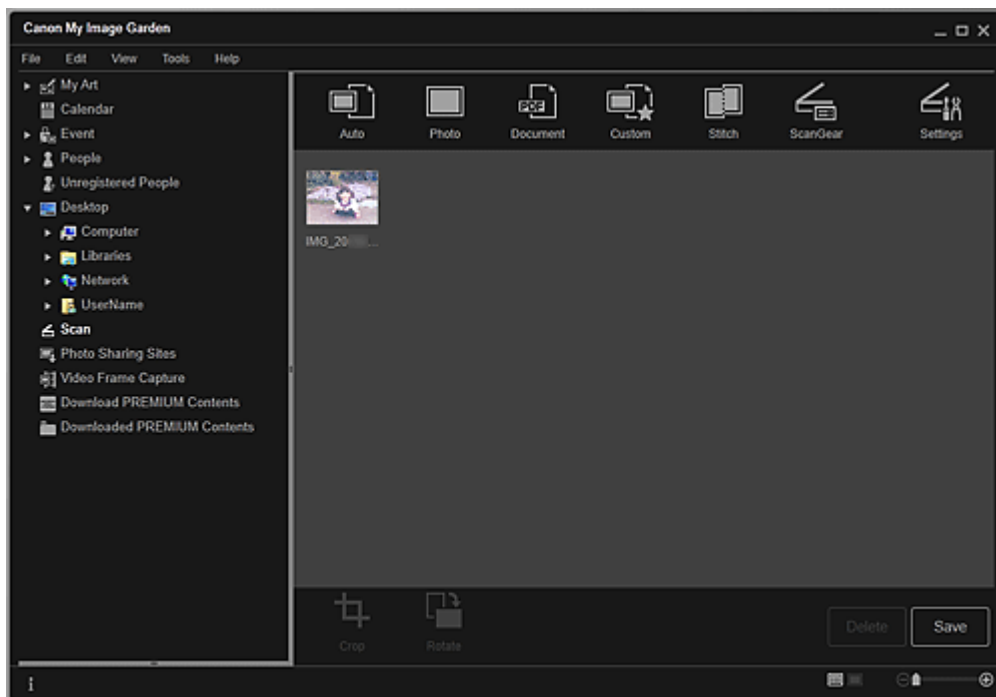 Canon My Image Garden
File Edit View Tools Help
My Art
Calendar
Event
People
Unregistered People
Desktop
Computer
Libraries
Network
UserName
Scan
Photo Sharing Sites
Video Frame Capture
Download PREMIUM Contents
Downloaded PREMIUM Contents
Auto Photo Document Custom Stitch ScanGear Settings
PDF
IMG_20 ...
Crop Rotate Delete Save